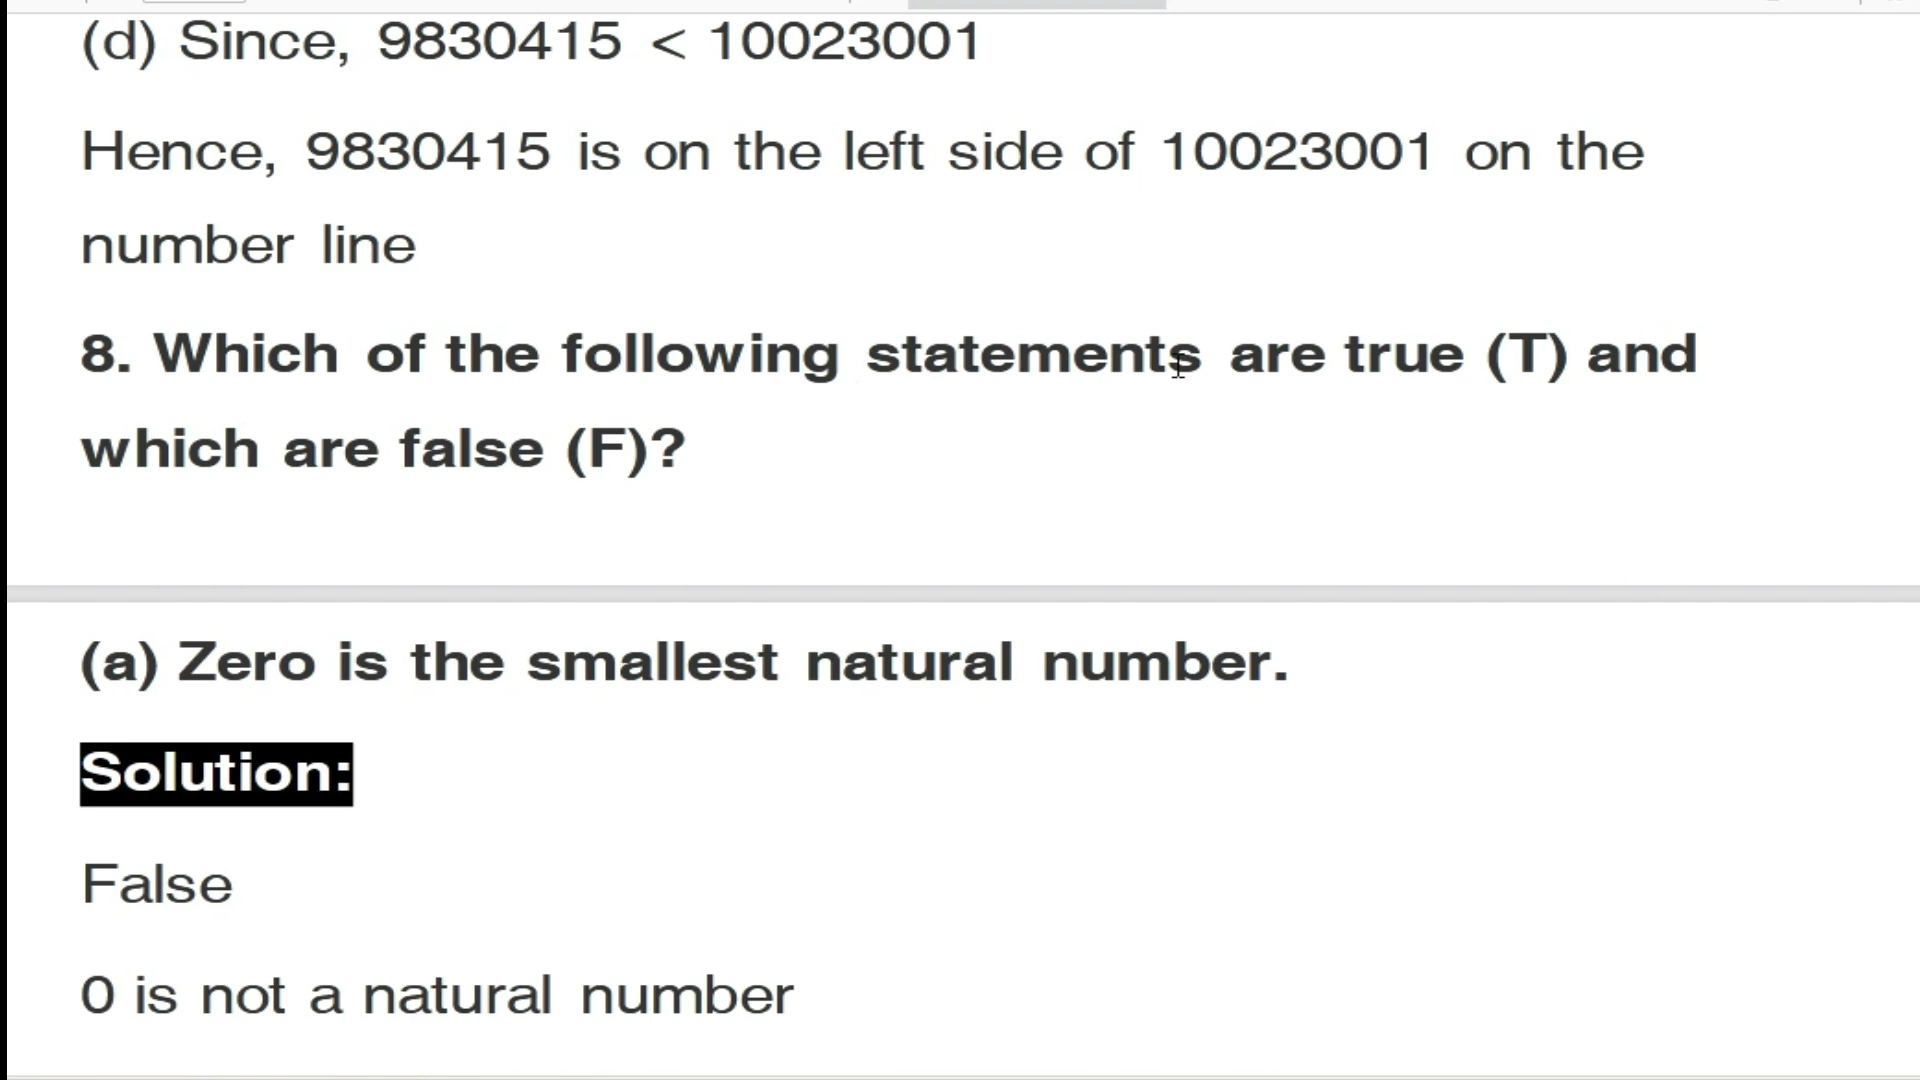 (d) Since, 9830415 < 10023001
Hence, 9830415 is on the left side of 10023001 on the
number line
8. Which of the following statements are true (T) and
which are false (F)?
(a) Zero is the smallest natural number.
Solution:
False
0 is not a natural number